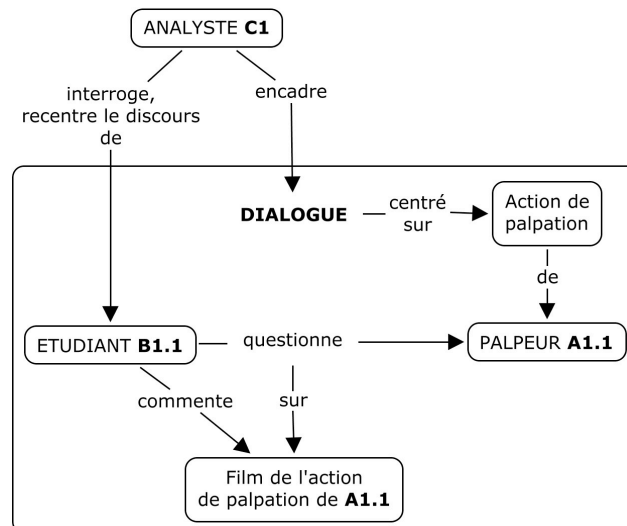 ANALYSTE C1
interroge,
recentre le discours
de
encadre
DIALOGUE
centré
sur
Action de
palpation
de
ETUDIANT B1.1
questionne
PALPEUR A1.1
commente
sur
Film de l'action
de palpation de A1.1